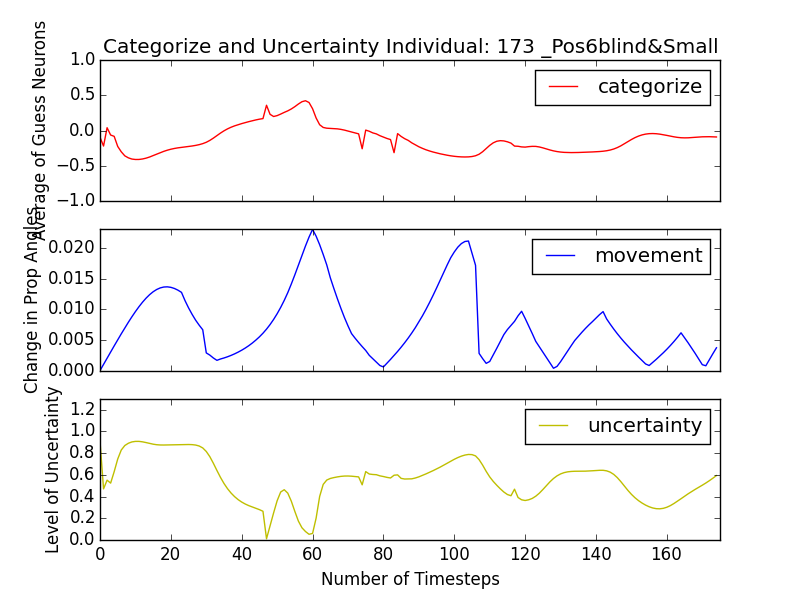 Categorize and Uncertainty Individual: 173 _Pos6blind&Small
Average of Guess Neurons
1.0
0.5
0.0
−0.5
−1.0
categorize
Change in Prop Angles
0.020
0.015
0.010
0.005
0.000
movement
Level of Uncertainty
1.2
1.0
0.8
0.6
0.4
0.2
0.0
uncertainty
0 20 40 60 80 100 120 140 160
Number of Timesteps